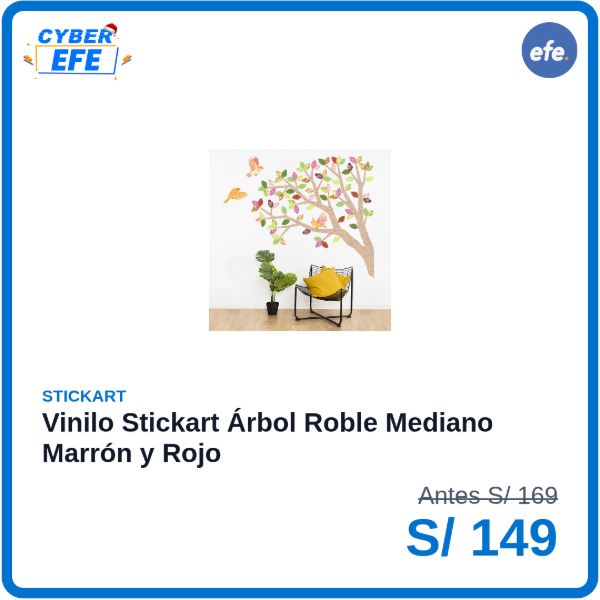 CYBER
EFE
efe.
STICKART
Vinilo Stickart Árbol Roble Mediano
Marrón y Rojo
Antes S/ 169
S/ 149